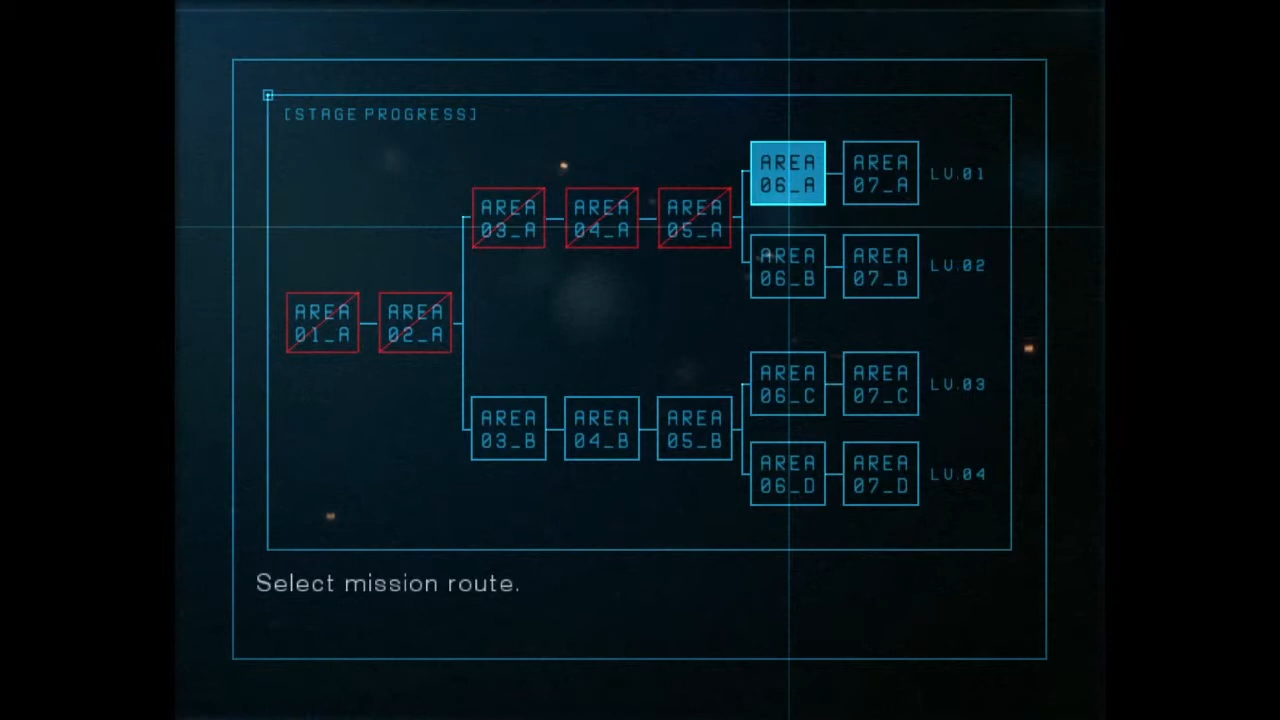 [STAGE PROGRESS]
AREA
06_A
AREA
07_A
LV.01
AREA
03_A
AREA
04_A
AREA
05_A
AREA
06_B
AREA
07_B
LV.02
AREA
01_A
AREA
02_A
AREA
06_C
AREA
07_C
LV.03
AREA
03_B
AREA
04_B
AREA
05_B
AREA
06_D
AREA
07_D
LV.04
Select mission route.